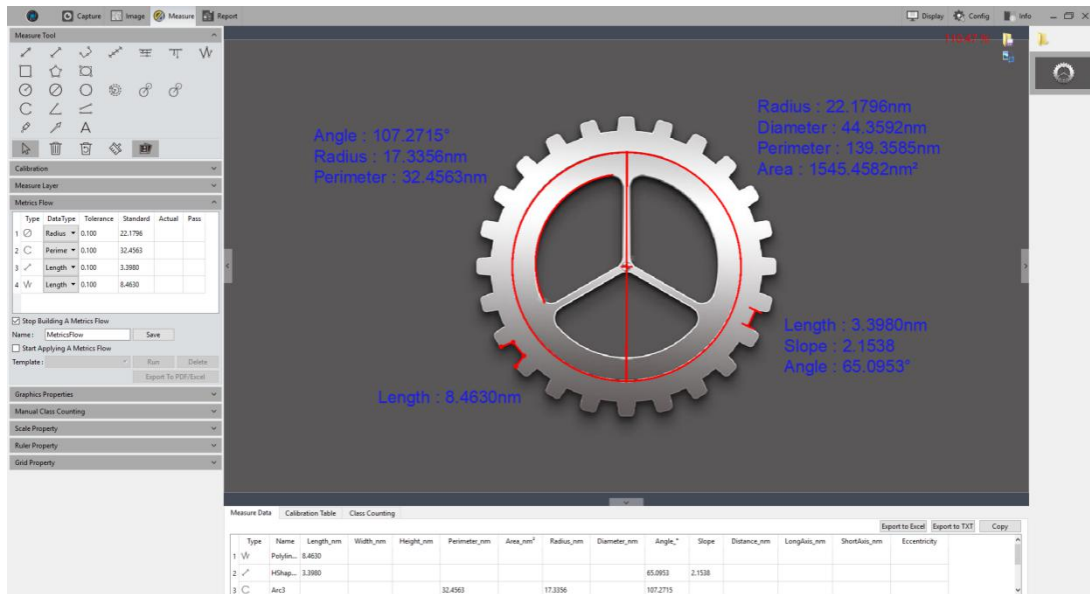 Capture Image Measure Report Display Config Info
Measure Tool
Calibration
Measure Layer
Metrics Flow
Type DataType Tolerance Standard Actual Pass
1 Radius 0.100 22.1796
2 Perime 0.100 32.4563
3 Length 0.100 3.3980
4 Length 0.100 8.4630
Stop Building A Metrics Flow
Name : MetricsFlow Save
Start Applying A Metrics Flow
Template : Run Delete
Export To PDF/Excel
Graphics Properties
Manual Class Counting
Scale Property
Ruler Property
Grid Property
Angle : 107.2715°
Radius : 17.3356nm
Perimeter : 32.4563nm
Radius : 22.1796nm
Diameter : 44.3592nm
Perimeter : 139.3585nm
Area : 1545.4582nm²
Length : 3.3980nm
Slope : 2.1538
Angle : 65.0953°
Length : 8.4630nm
Measure Data Calibration Table Class Counting
Export to Excel Export to TXT Copy
Type Name Length_nm Width_nm Height_nm Perimeter_nm Area_nm² Radius_nm Diameter_nm Angle_° Slope Distance_nm LongAxis_nm ShortAxis_nm Eccentricity
1 Polylin... 8.4630
2 HShap... 3.3980 65.0953 2.1538
3 Arc3 32.4563 17.3356 107.2715